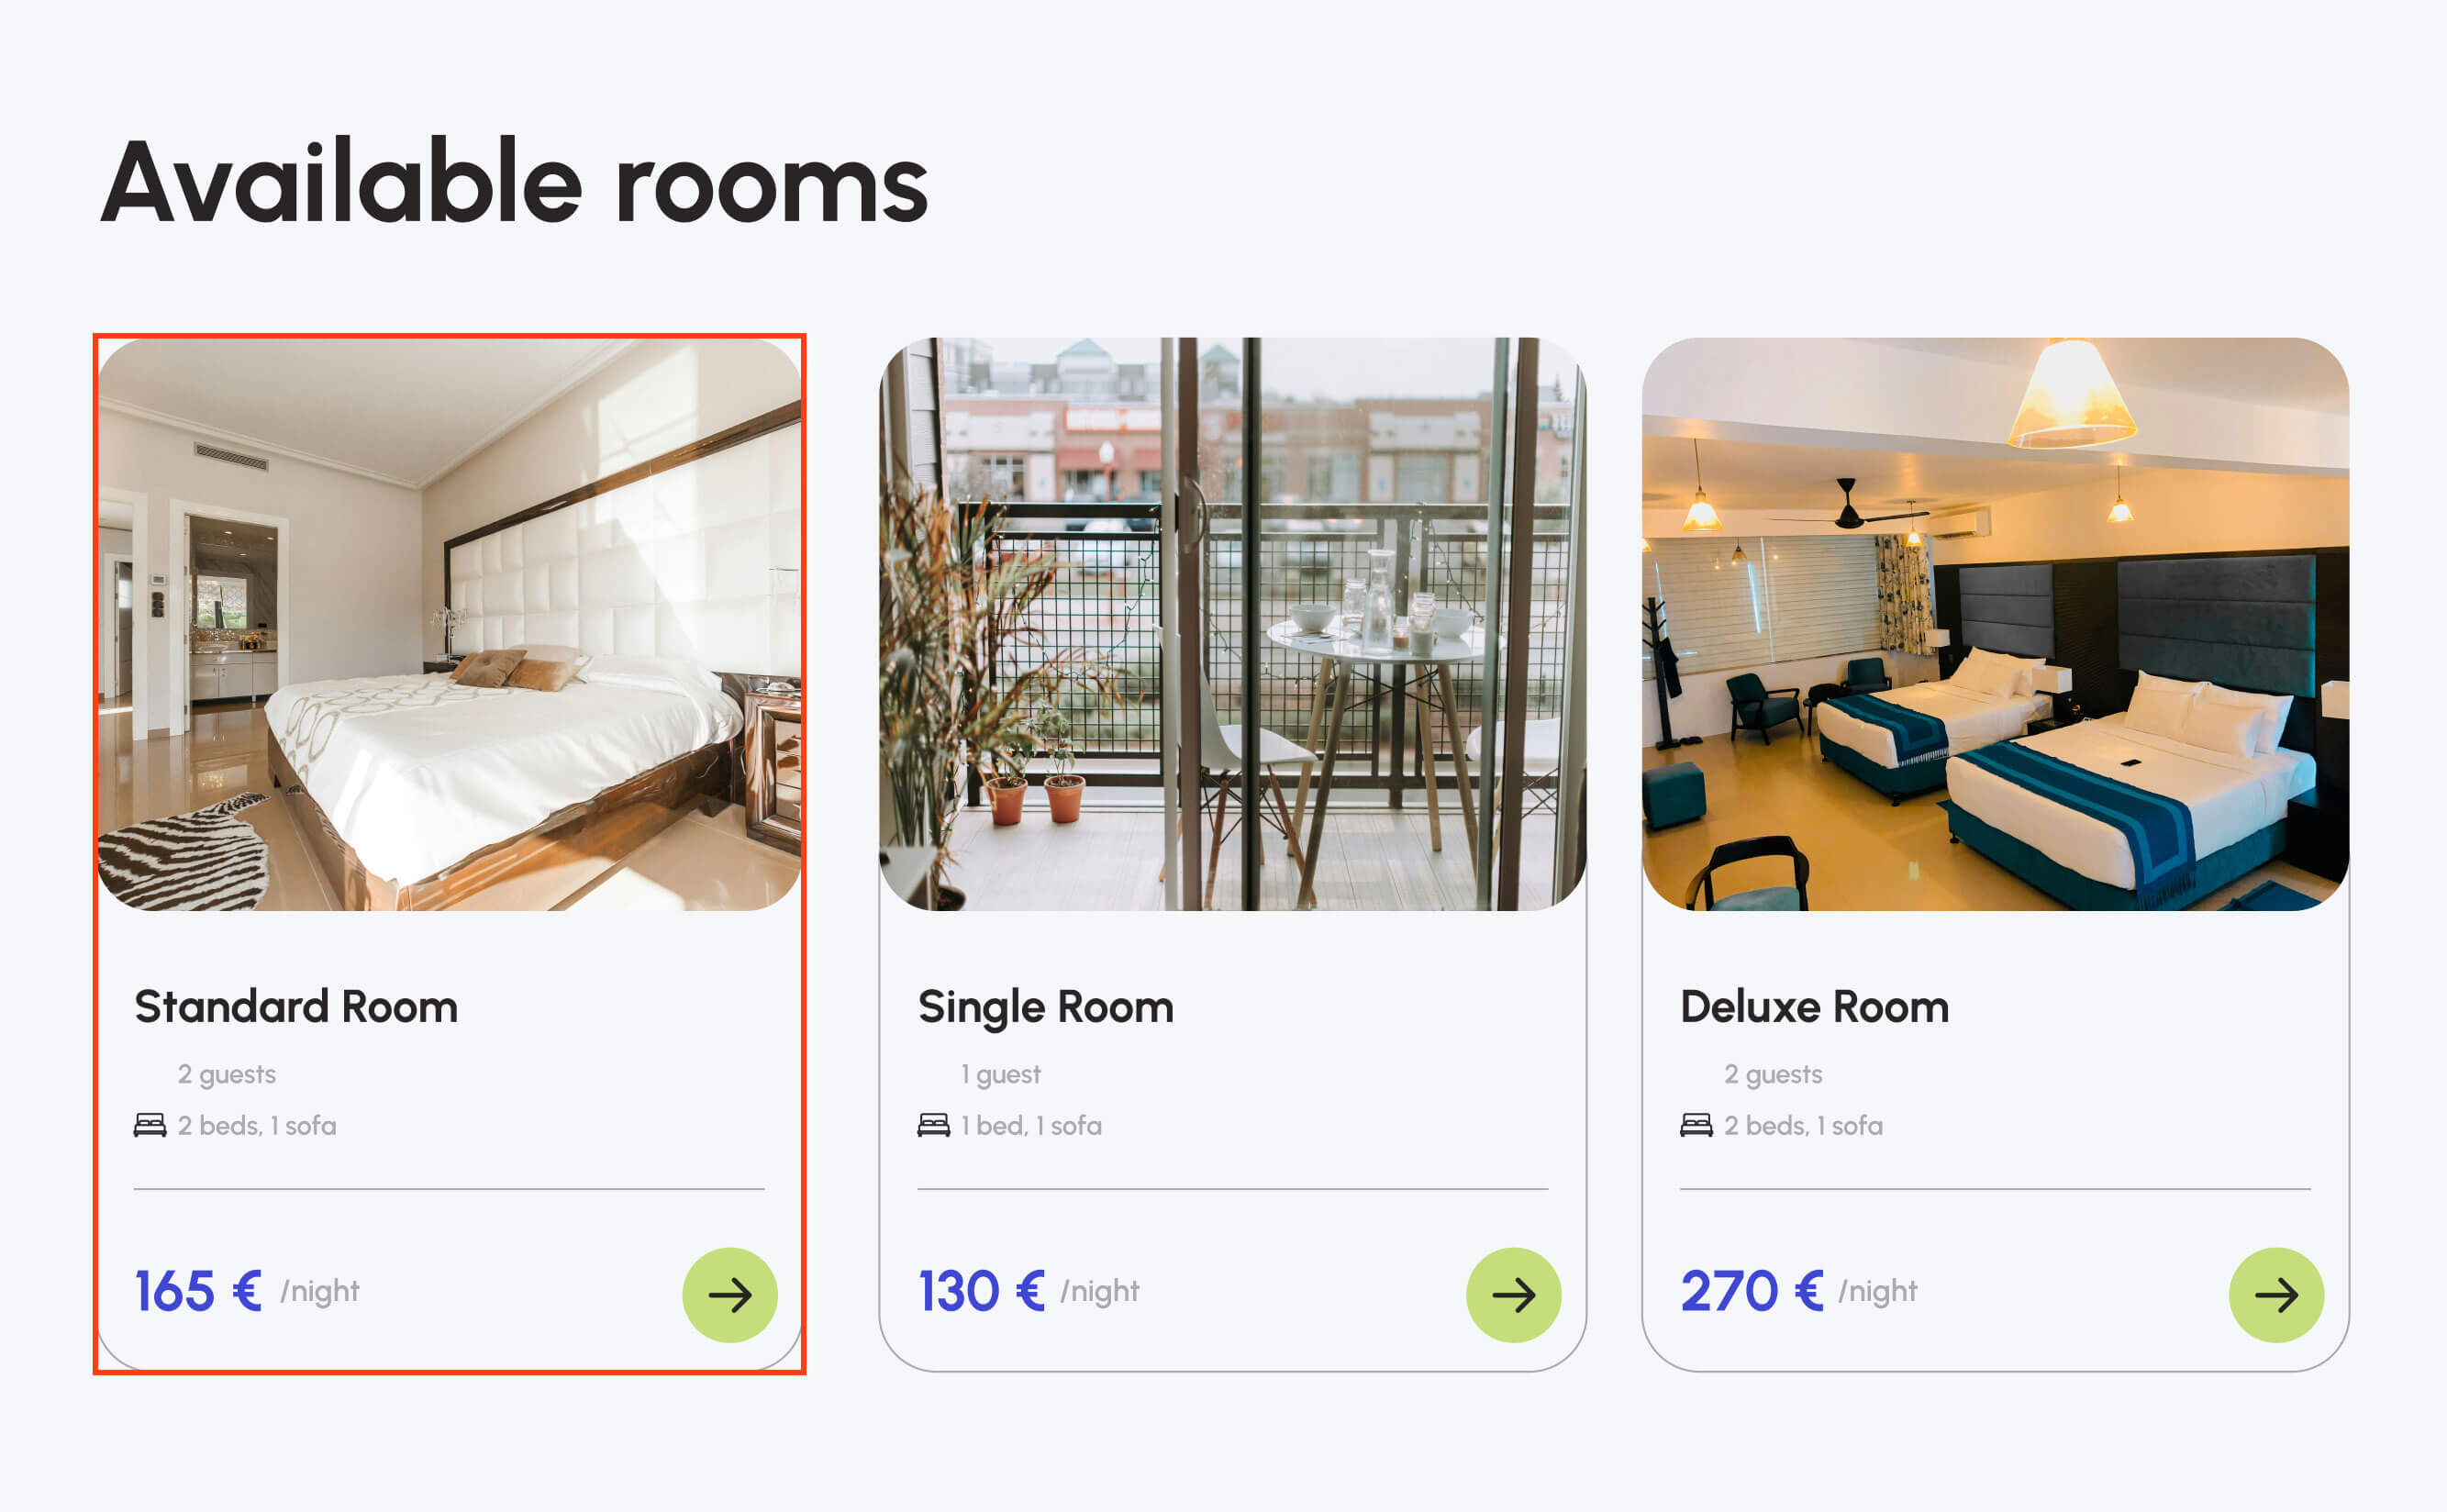 Available rooms
Standard Room
2 guests
2 beds, 1 sofa
165 € /night
Single Room
1 guest
1 bed, 1 sofa
130 € /night
Deluxe Room
2 guests
2 beds, 1 sofa
270 € /night